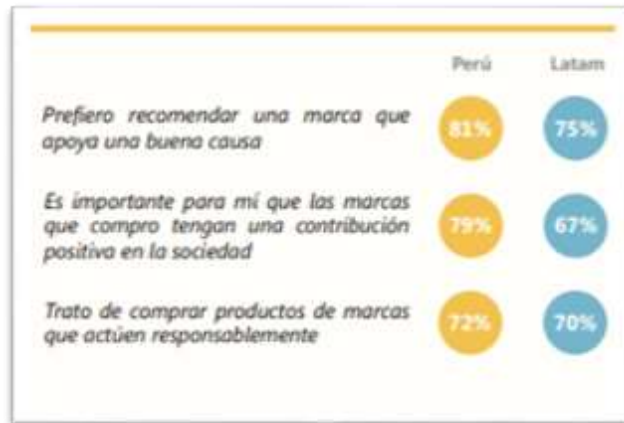 Perú Latam
Prefiero recomendar una marca que
apoya una buena causa
81% 75%
Es importante para mí que las marcas
que compro tengan una contribución
positiva en la sociedad
79% 67%
Trato de comprar productos de marcas
que actúen responsablemente
72% 70%